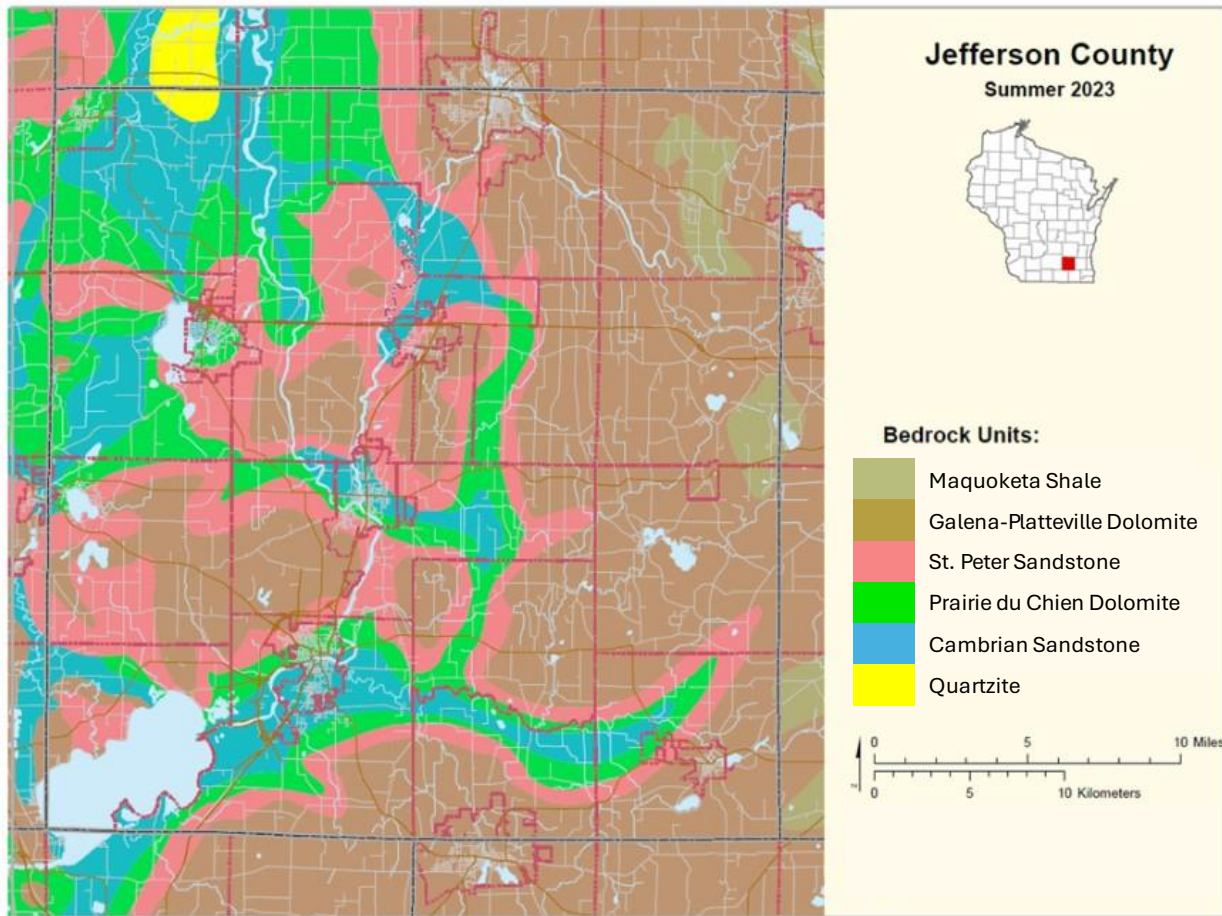 Jefferson County
Summer 2023
Bedrock Units:
Maquoketa Shale
Galena-Platteville Dolomite
St. Peter Sandstone
Prairie du Chien Dolomite
Cambrian Sandstone
Quartzite
0 5 10 Miles
0 5 10 Kilometers